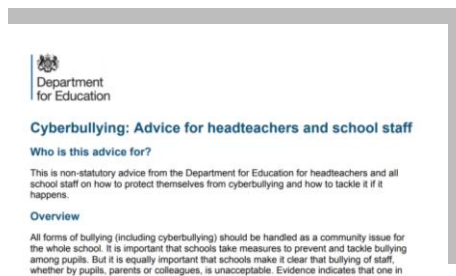 Department
for Education
Cyberbullying: Advice for headteachers and school staff
Who is this advice for?
This is non-statutory advice from the Department for Education for headteachers and all
school staff on how to protect themselves from cyberbullying and how to tackle it if it
happens.
Overview
All forms of bullying (including cyberbullying) should be handled as a community issue for
the whole school. It is important that schools take measures to prevent and tackle bullying
among pupils. But it is equally important that schools make it clear that bullying of staff,
whether by pupils, parents or colleagues, is unacceptable. Evidence indicates that one in